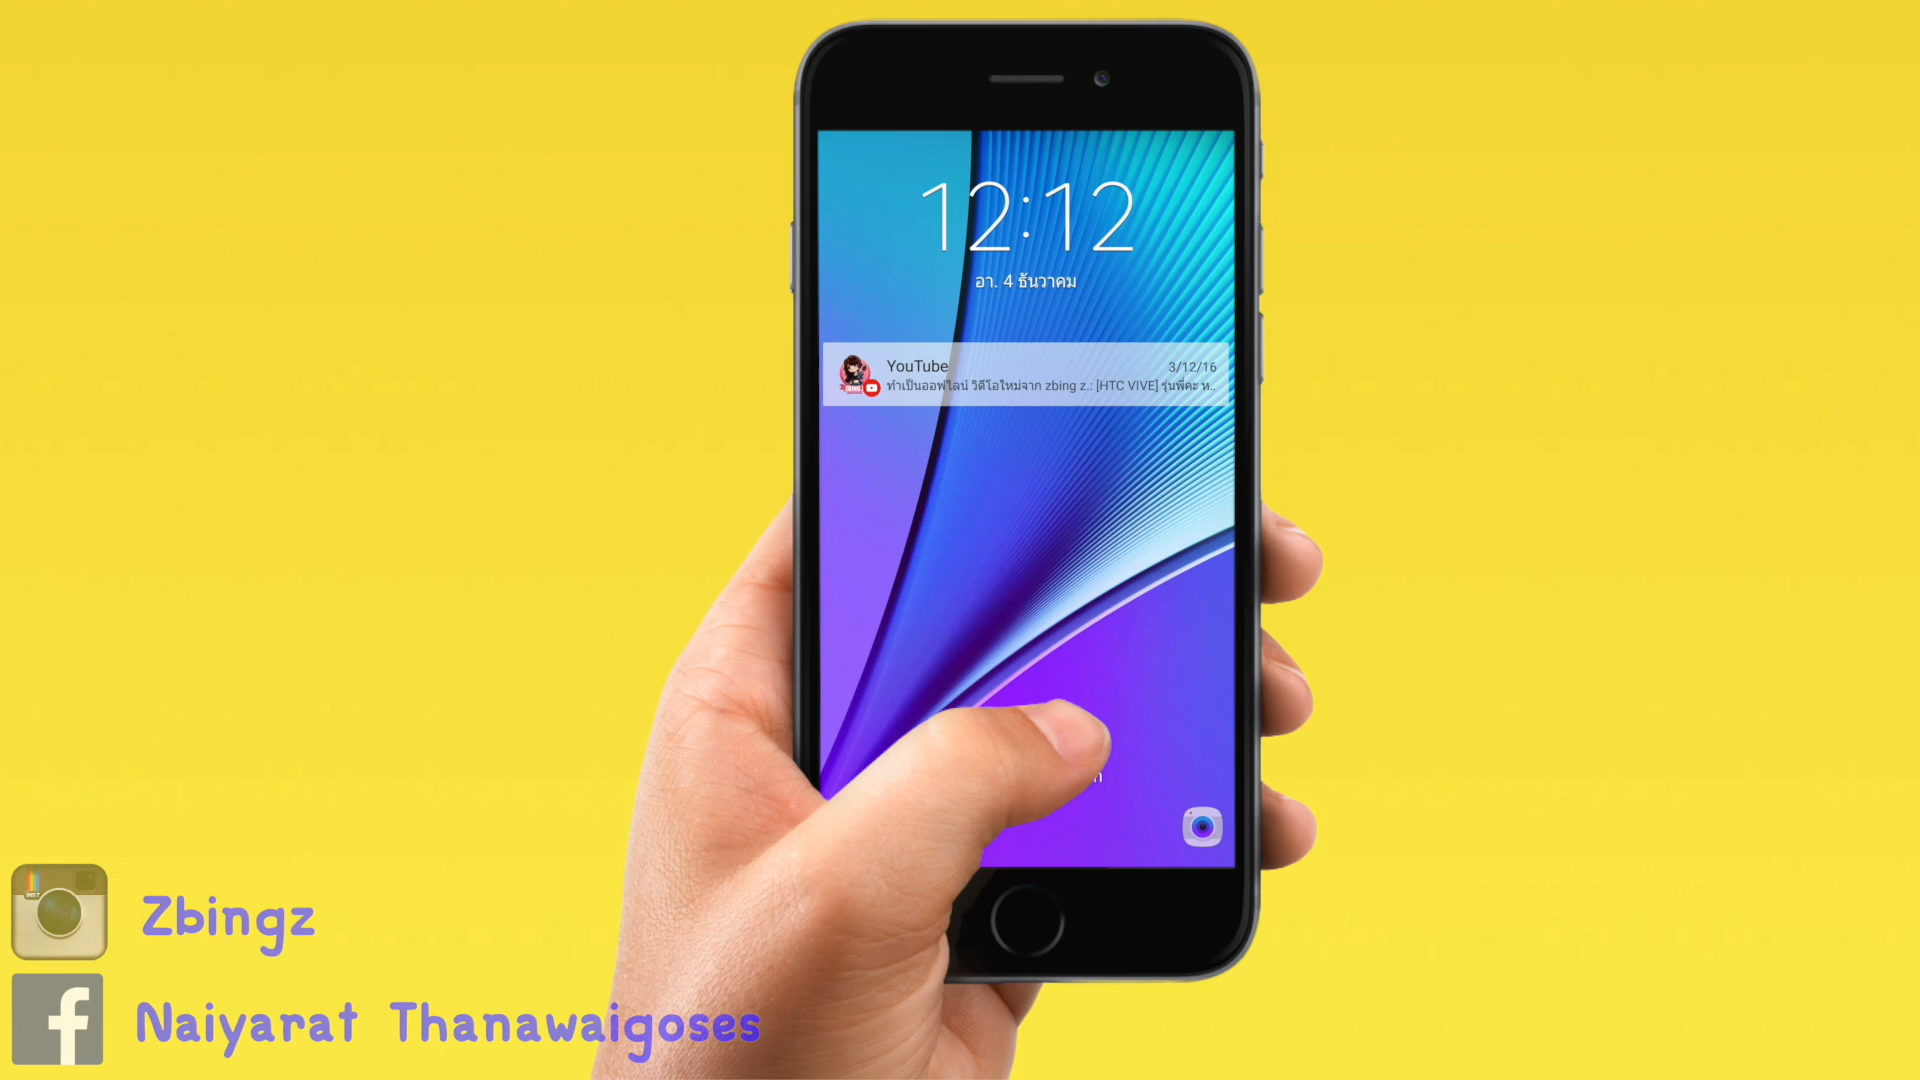 12:12
อา. 4 ธันวาคม
YouTube 3/12/16
ทำเป็นออฟไลน์ วิดีโอใหม่จาก zbing z.: [HTC VIVE] รุ่นพี่คะ ห..
Zbingz
Naiyarat Thanawaigoses